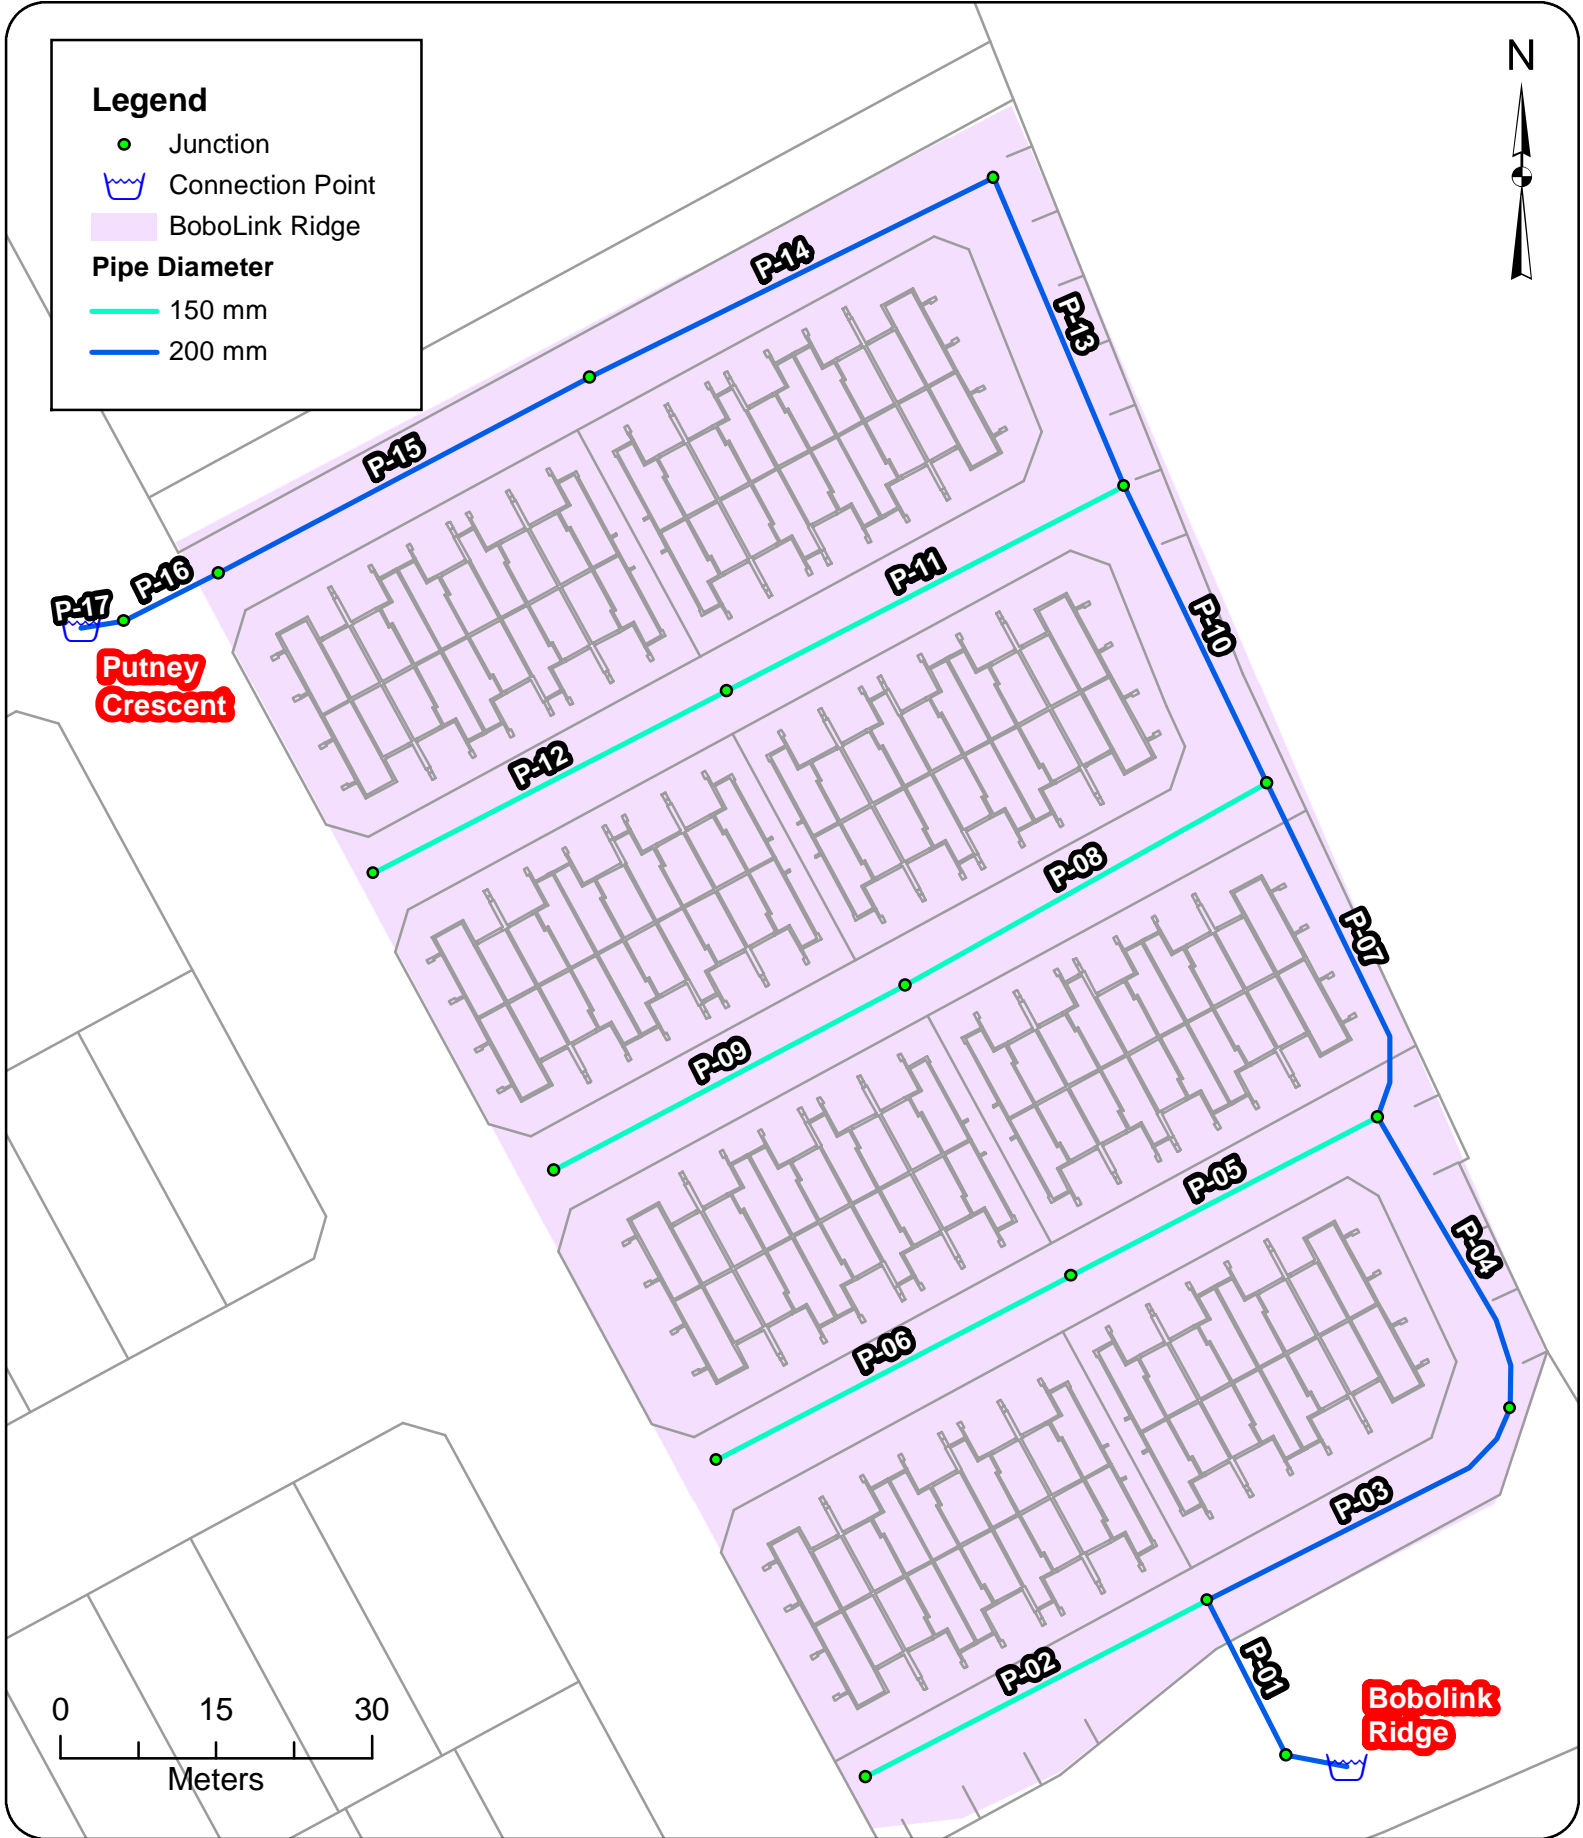 Legend
Junction
Connection Point
BoboLink Ridge
Pipe Diameter
150 mm
200 mm
N
P-14
P-13
P-15
P-16
P-17
Putney
Crescent
P-11
P-10
P-12
P-08
P-07
P-09
P-05
P-04
P-06
P-03
P-02
P-01
Bobolink
Ridge
0 15 30
Meters